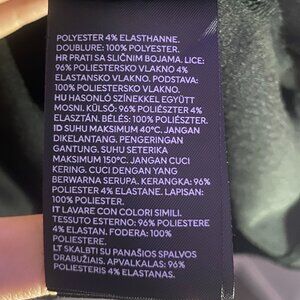 POLYESTER 4% ELASTHANNE.
DOUBLURE: 100% POLYESTER.
HR PRATI SA SLIČNIM BOJAMA. LICE:
96% POLIESTERSKO VLAKNO 4%
ELASTANSKO VLAKNO. PODSTAVA:
100% POLIESTERSKO VLAKNO.
HU HASONLÓ SZÍNEKKEL EGYÜTT
MOSNI. KÜLSŐ: 96% POLIÉSZTER 4%
ELASZTÁN. BÉLÉS: 100% POLIÉSZTER.
ID SUHU MAKSIMUM 40°C. JANGAN
DIKELANTANG. PENGERINGAN
GANTUNG. SUHU SETERIKA
MAKSIMUM 150°C. JANGAN CUCI
KERING. CUCI DENGAN YANG
BERWARNA SERUPA. KERANGKA: 96%
POLIESTER 4% ELASTANE. LAPISAN:
100% POLIESTER.
IT LAVARE CON COLORI SIMILI.
TESSUTO ESTERNO: 96% POLIESTERE
4% ELASTAN. FODERA: 100%
POLIESTERE.
LT SKALBTI SU PANAŠIOS SPALVOS
DRABUŽIAIS. APVALKALAS: 96%
POLIESTERIS 4% ELASTANAS.